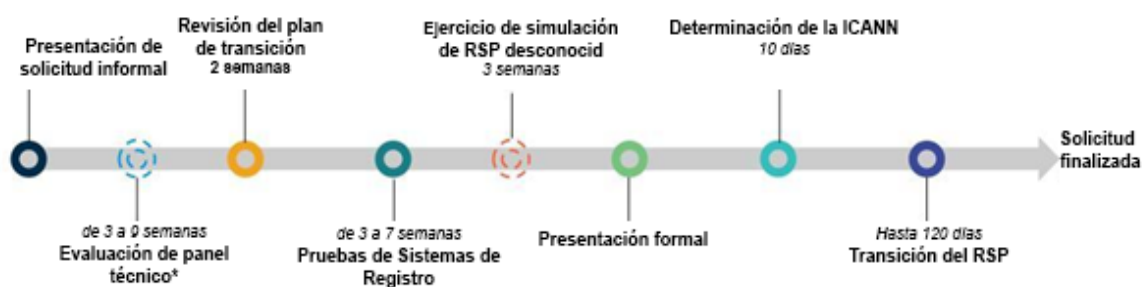 Presentación de
solicitud informal
Revisión del plan
de transición
2 semanas
Ejercicio de simulación
de RSP desconocid
3 semanas
Determinación de la ICANN
10 días
Solicitud
finalizada
de 3 a 9 semanas
Evaluación de panel
técnico*
de 3 a 7 semanas
Pruebas de Sistemas de
Registro
Presentación formal
Hasta 120 días
Transición del RSP